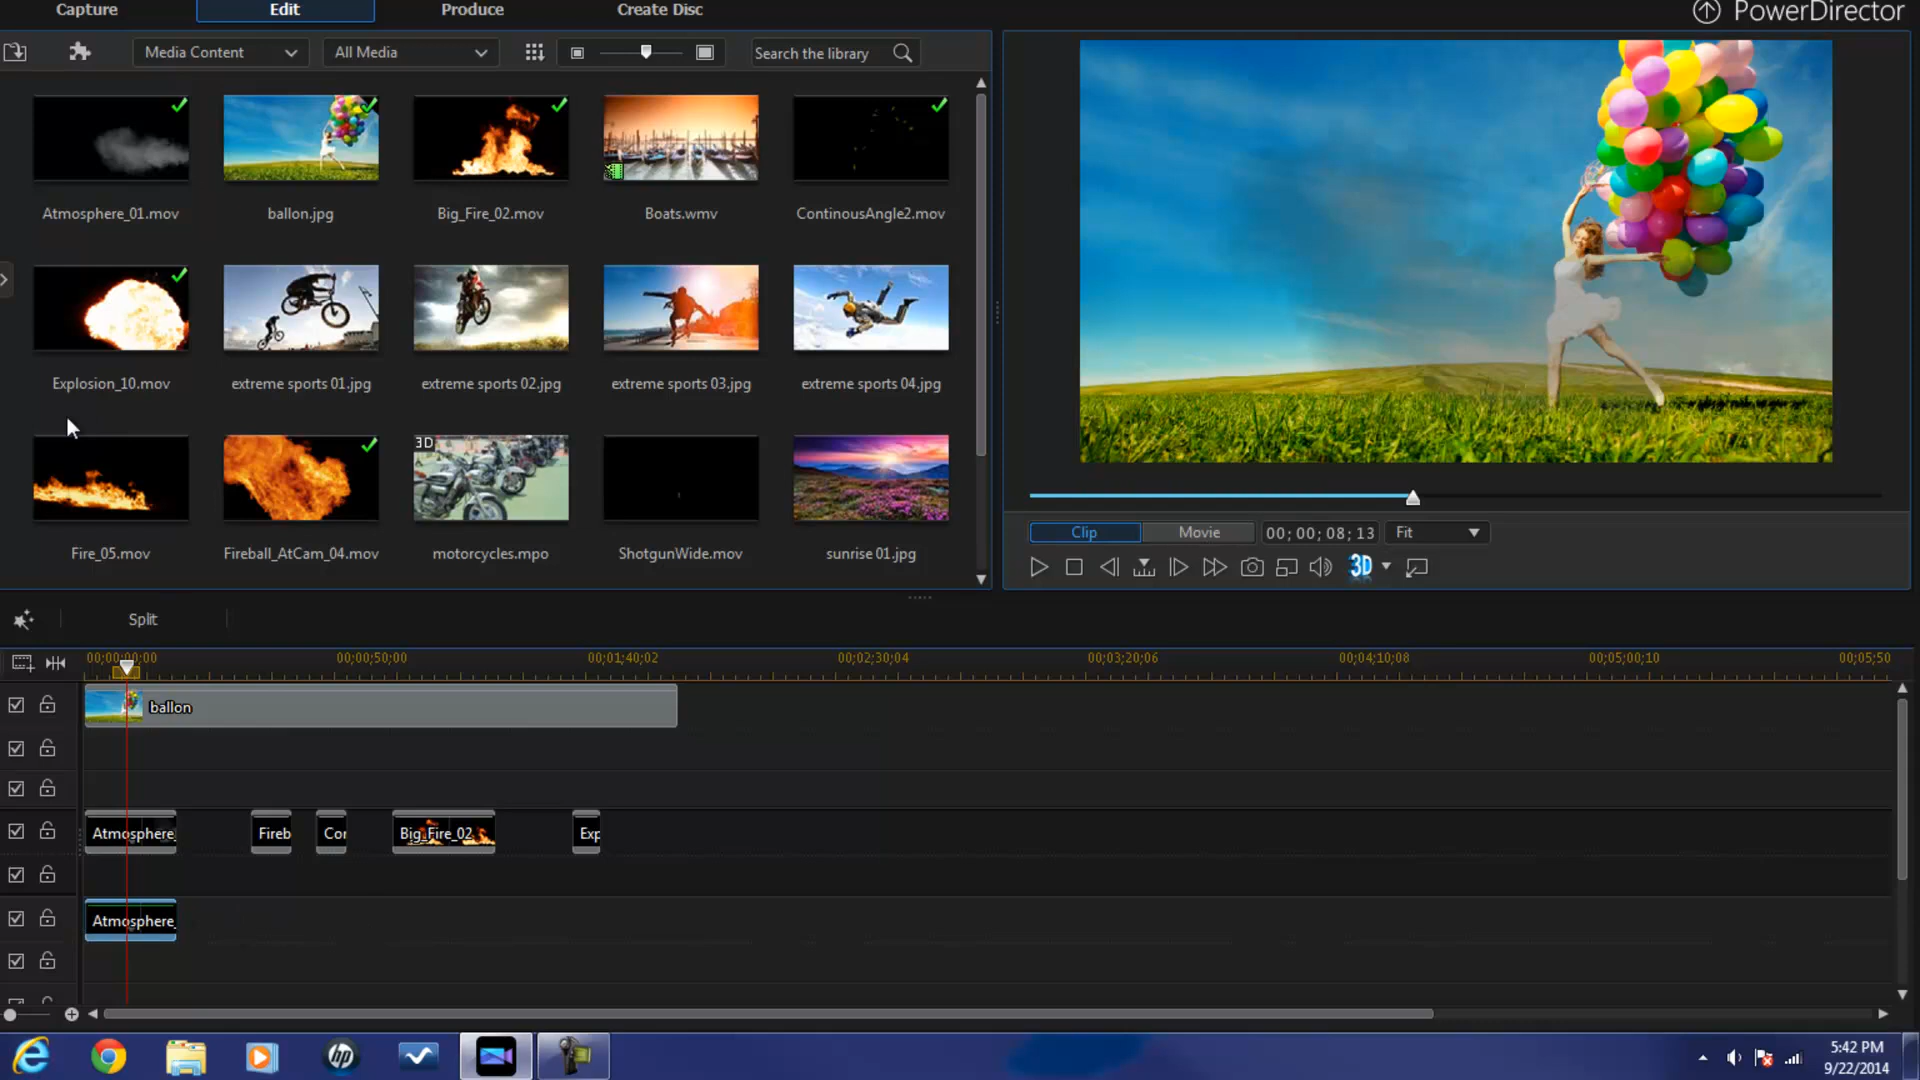 Capture Edit Produce Create Disc PowerDirector
Media Content All Media Search the library
Atmosphere_01.mov ballon.jpg Big_Fire_02.mov Boats.wmv ContinousAngle2.mov
Explosion_10.mov extreme sports 01.jpg extreme sports 02.jpg extreme sports 03.jpg extreme sports 04.jpg
3D
Fire_05.mov Fireball_AtCam_04.mov motorcycles.mpo ShotgunWide.mov sunrise 01.jpg
Clip Movie 00;00;08;13 Fit
3D
Split
00;00;00;00 00;00;50;00 00;01;40;02 00;02;30;04 00;03;20;06 00;04;10;08 00;05;00;10 00;05;50
ballon
Atmosphere_ Fireb Cor Big_Fire_02 Exp
Atmosphere_
hp
5:42 PM
9/22/2014